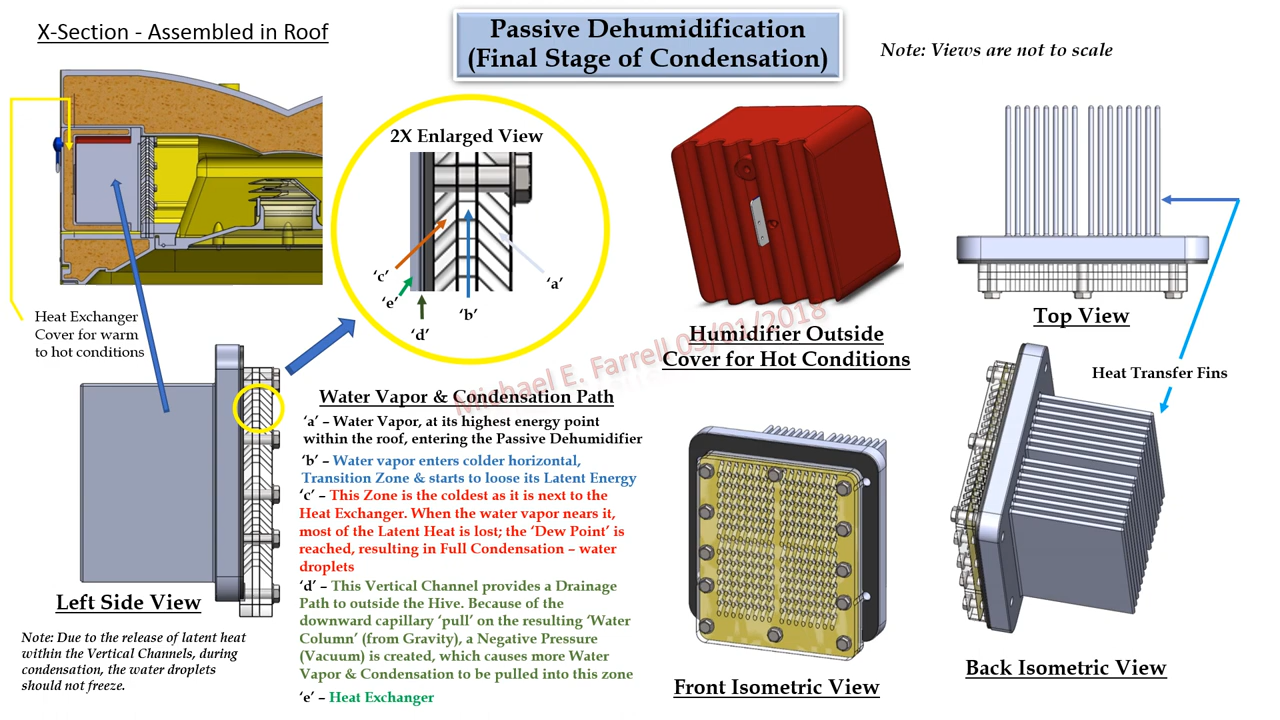 X-Section - Assembled in Roof
Passive Dehumidification
(Final Stage of Condensation)
Note: Views are not to scale
2X Enlarged View
'c'
'e'
'd'
'b'
'a'
Heat Exchanger
Cover for warm
to hot conditions
Humidifier Outside
Cover for Hot Conditions
Top View
Heat Transfer Fins
Michael E. Farrell 03/01/2018
Water Vapor & Condensation Path
'a' – Water Vapor, at its highest energy point
within the roof, entering the Passive Dehumidifier
'b' – Water vapor enters colder horizontal,
Transition Zone & starts to loose its Latent Energy
'c' – This Zone is the coldest as it is next to the
Heat Exchanger. When the water vapor nears it,
most of the Latent Heat is lost; the 'Dew Point' is
reached, resulting in Full Condensation – water
droplets
'd' – This Vertical Channel provides a Drainage
Path to outside the Hive. Because of the
downward capillary 'pull' on the resulting 'Water
Column' (from Gravity), a Negative Pressure
(Vacuum) is created, which causes more Water
Vapor & Condensation to be pulled into this zone
'e' – Heat Exchanger
Left Side View
Note: Due to the release of latent heat
within the Vertical Channels, during
condensation, the water droplets
should not freeze.
Front Isometric View
Back Isometric View